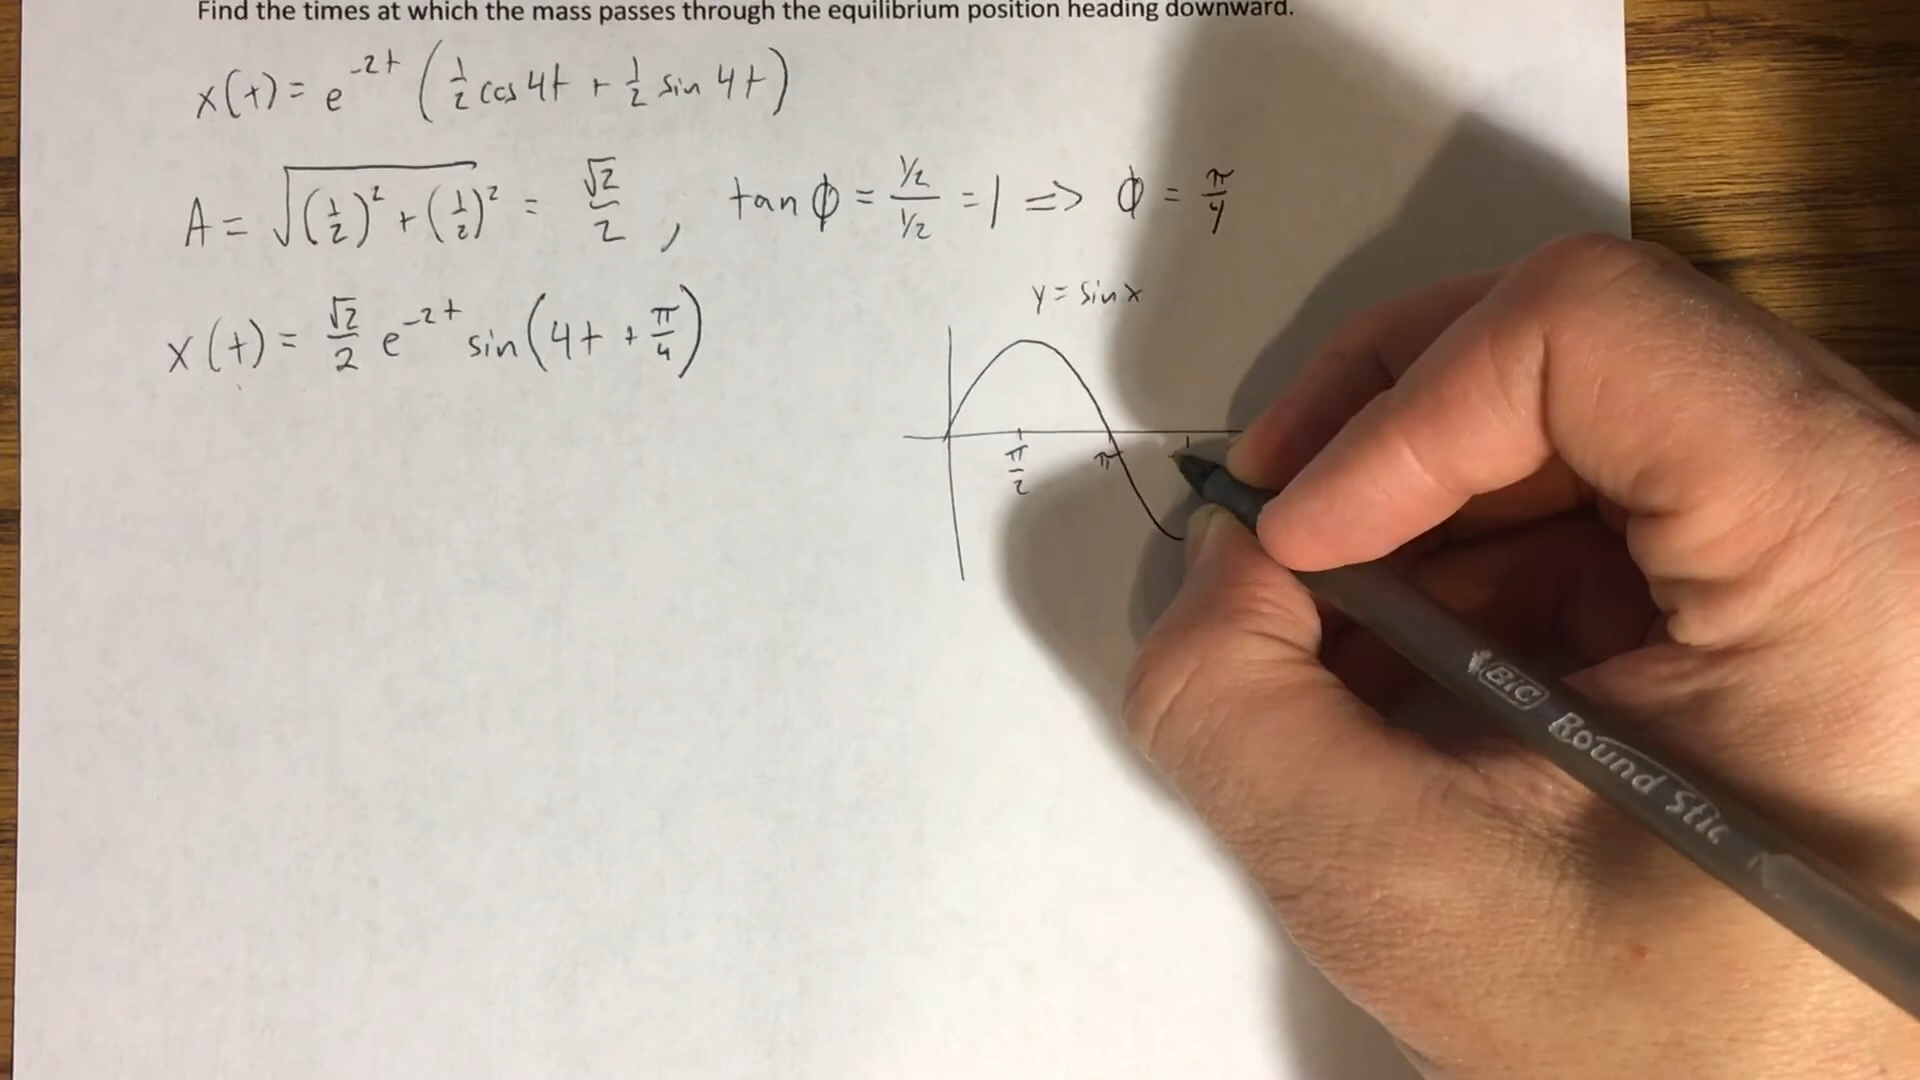 Find the times at which the mass passes through the equilibrium position heading downward.
x(t) = e^-2t (1/2 cos 4t + 1/2 sin 4t)
A = √((1/2)² + (1/2)²) = √2/2 , tan ϕ = 1/2 / 1/2 = 1 => ϕ = π/4
x(t) = √2/2 e^-2t sin(4t + π/4)
y = sin x
π/2 π
BIC Round Stic